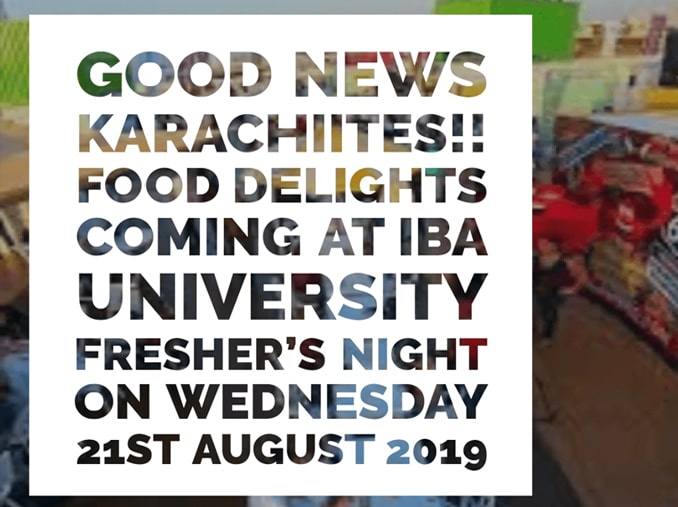 GOOD NEWS
KARACHIITES!!
FOOD DELIGHTS
COMING AT IBA
UNIVERSITY
FRESHER'S NIGHT
ON WEDNESDAY
21ST AUGUST 2019